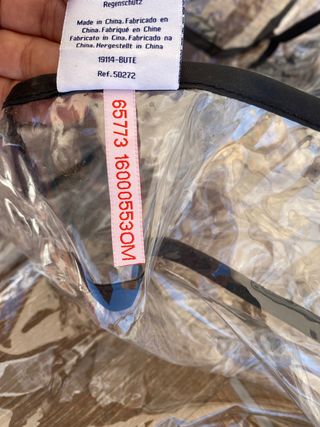 Regenschutz
Made in China. Fabricado en
China. Fabriqué en Chine
Fabricato in Cina. Fabricado na
China. Hergestellt in China
19114-BUTE
Ref. 50272
65773 16000553OM